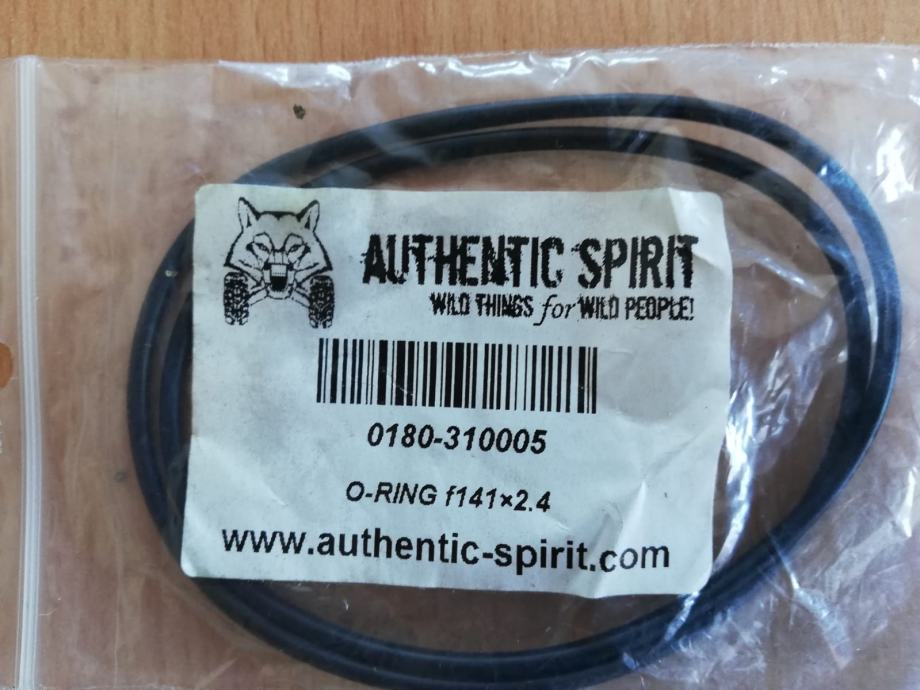 AUTHENTIC SPIRIT
WILD THINGS for WILD PEOPLE!
0180-310005
O-RING f141×2.4
www.authentic-spirit.com